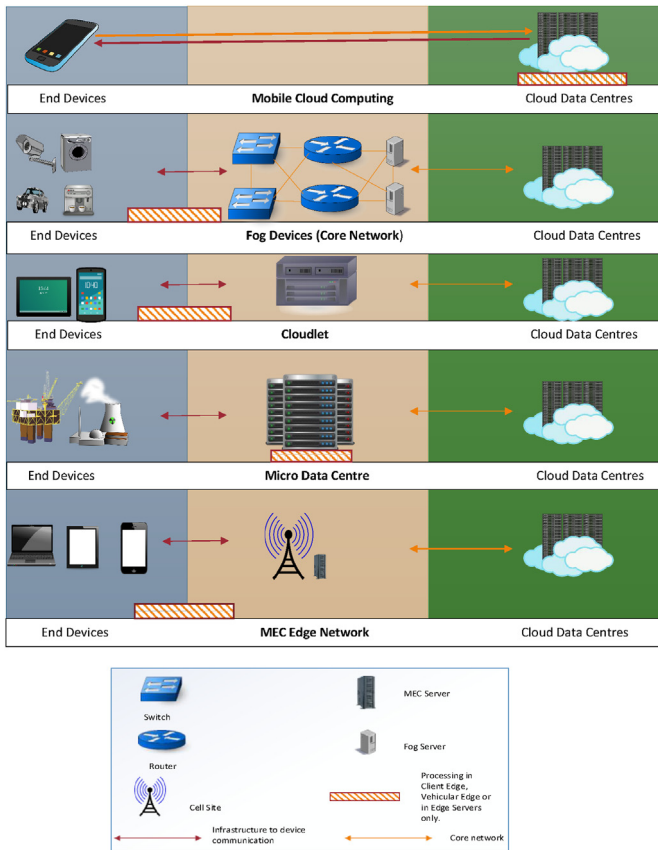 End Devices
Mobile Cloud Computing
Cloud Data Centres
End Devices
Fog Devices (Core Network)
Cloud Data Centres
End Devices
Cloudlet
Cloud Data Centres
End Devices
Micro Data Centre
Cloud Data Centres
End Devices
MEC Edge Network
Cloud Data Centres
Switch
MEC Server
Router
Fog Server
Cell Site
Processing in
Client Edge,
Vehicular Edge or
in Edge Servers
only.
Infrastructure to device
communication
Core network